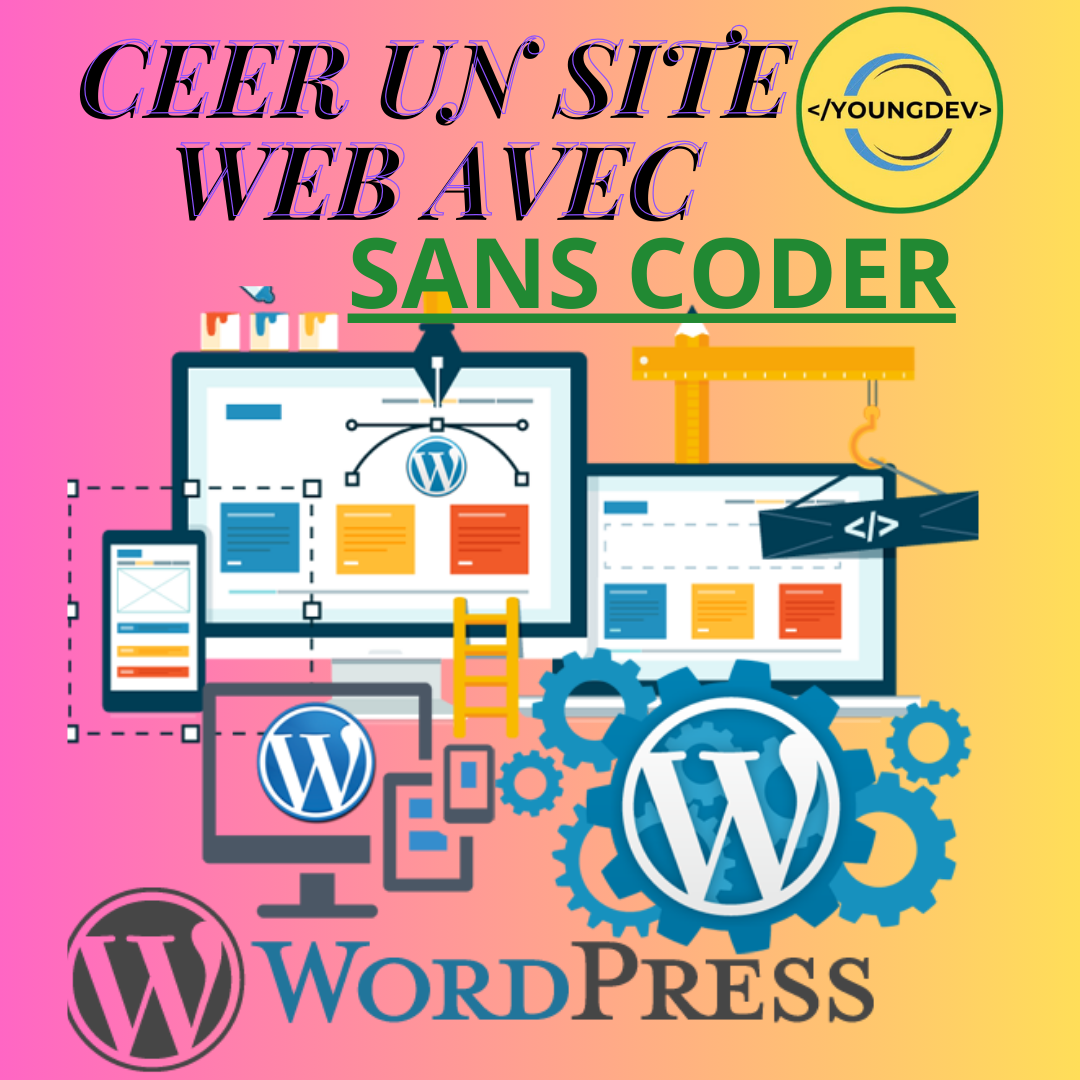 CEER UN SITE
</YOUNGDEV>
WEB AVEC
SANS CODER
W
</>
W
W
W WORDPRESS